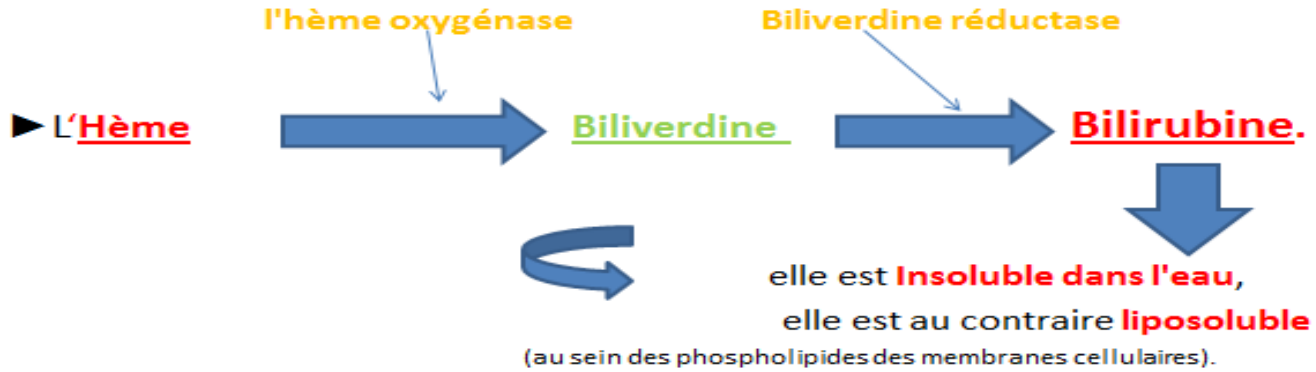 l'hème oxygénase
Biliverdine réductase
►L‘Hème
Biliverdine
Bilirubine.
elle est Insoluble dans l'eau,
elle est au contraire liposoluble
(au sein des phospholipides des membranes cellulaires).